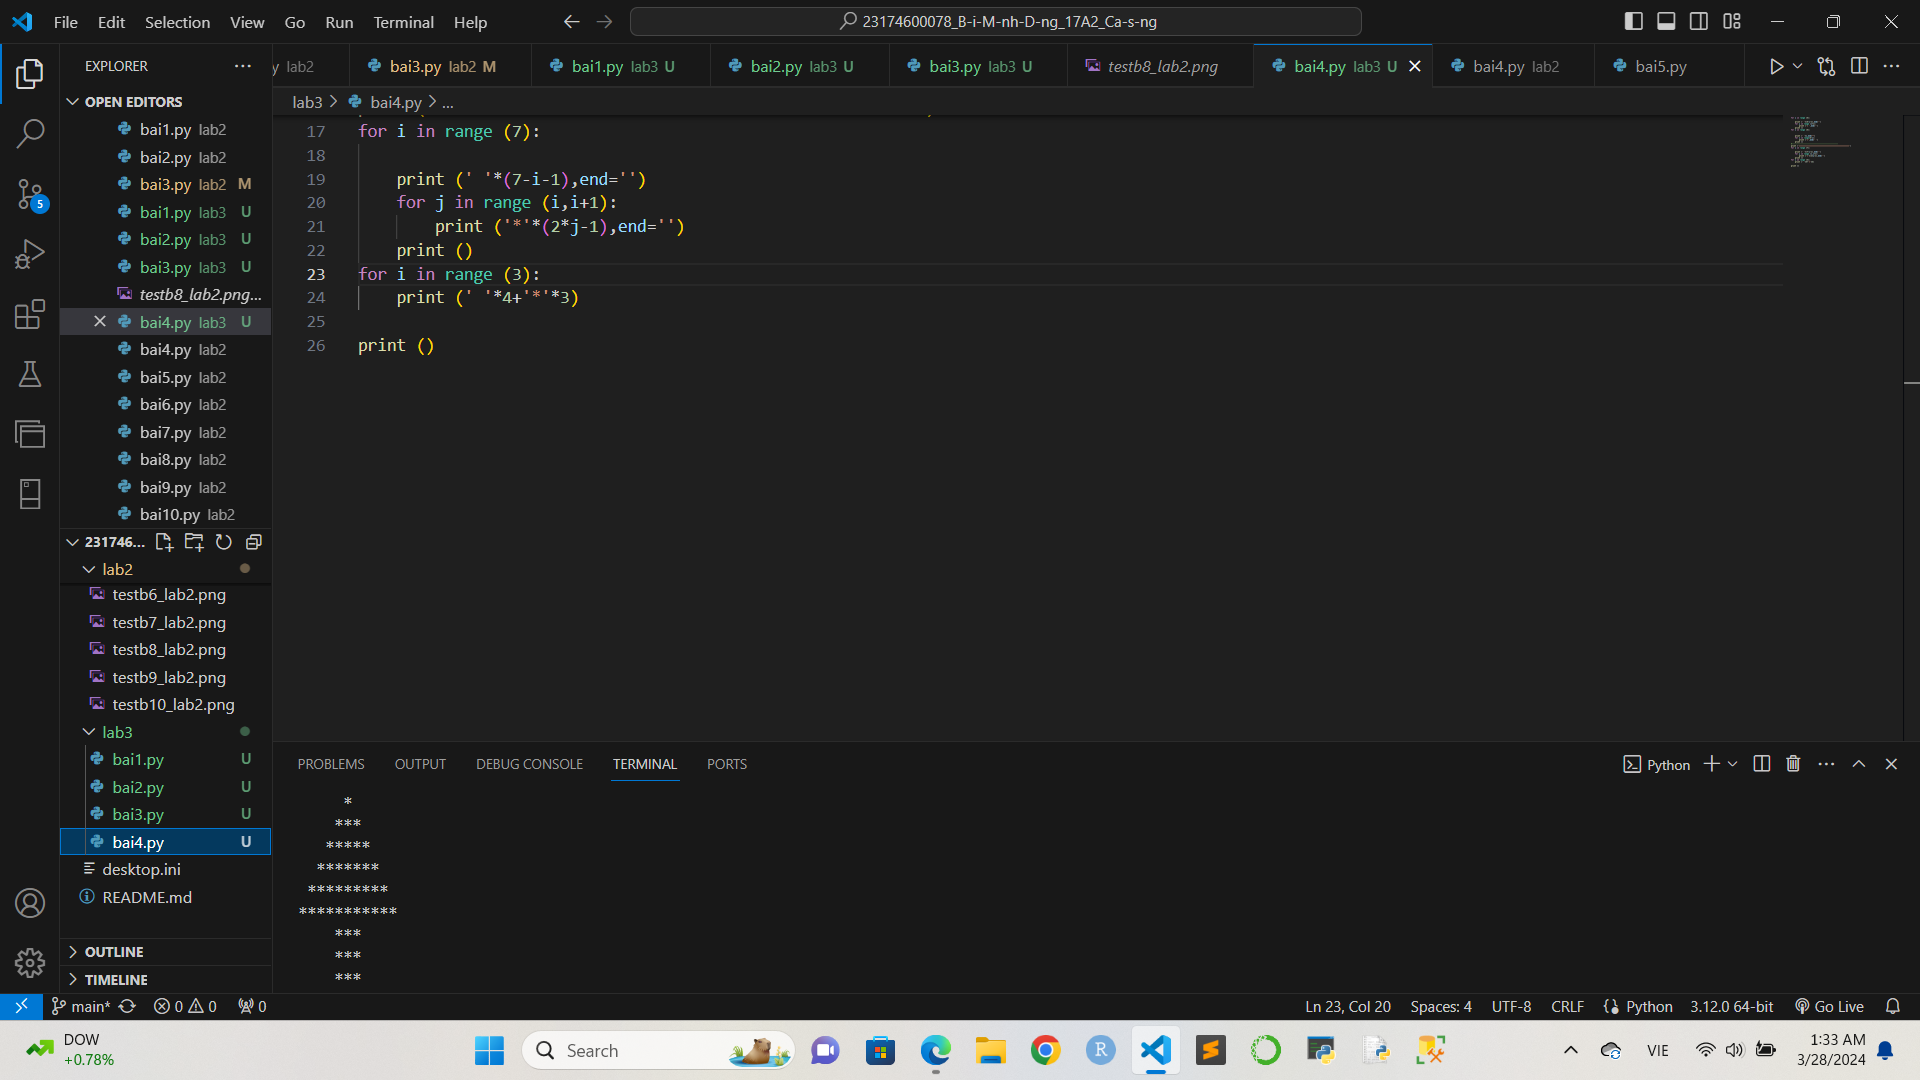 File Edit Selection View Go Run Terminal Help
23174600078_B-i-M-nh-D-ng_17A2_Ca-s-ng
EXPLORER
OPEN EDITORS
bai1.py lab2
bai2.py lab2
bai3.py lab2 M
bai1.py lab3 U
bai2.py lab3 U
bai3.py lab3 U
testb8_lab2.png...
bai4.py lab3 U
bai4.py lab2
bai5.py lab2
bai6.py lab2
bai7.py lab2
bai8.py lab2
bai9.py lab2
bai10.py lab2
231746...
lab2
testb6_lab2.png
testb7_lab2.png
testb8_lab2.png
testb9_lab2.png
testb10_lab2.png
lab3
bai1.py U
bai2.py U
bai3.py U
bai4.py U
desktop.ini
README.md
OUTLINE
TIMELINE
y lab2 bai3.py lab2 M bai1.py lab3 U bai2.py lab3 U bai3.py lab3 U testb8_lab2.png bai4.py lab3 U bai4.py lab2 bai5.py
lab3 > bai4.py > ...
17 for i in range (7):
18
19 print (' '*(7-i-1),end='')
20 for j in range (i,i+1):
21 print ('*'*(2*j-1),end='')
22 print ()
23 for i in range (3):
24 print (' '*4+'*'*3)
25
26 print ()
PROBLEMS OUTPUT DEBUG CONSOLE TERMINAL PORTS
Python
*
***
*****
*******
*********
***********
***
***
***
main* 0 0 0
Ln 23, Col 20 Spaces: 4 UTF-8 CRLF Python 3.12.0 64-bit Go Live
DOW
+0.78%
Search
VIE
1:33 AM
3/28/2024
5